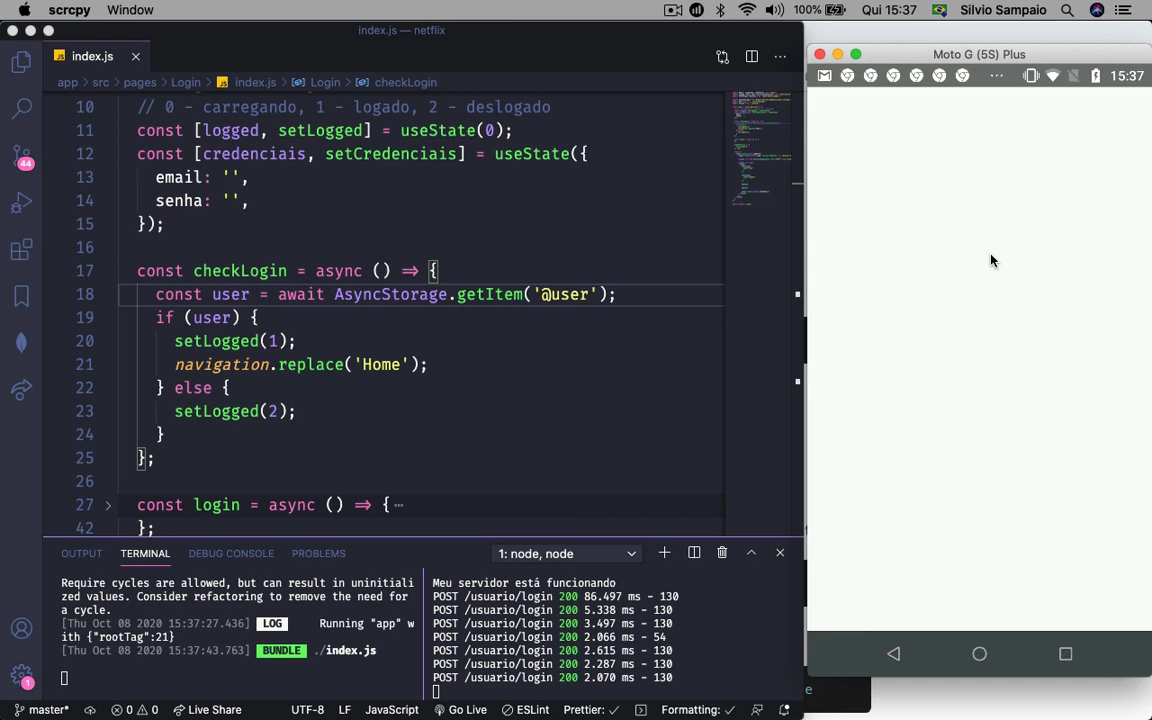 scrcpy Window 100% Qui 15:37 Silvio Sampaio
index.js — netflix
Moto G (5S) Plus
index.js
15:37
app › src › pages › Login › index.js › Login › checkLogin
10 // 0 - carregando, 1 - logado, 2 - deslogado
11 const [logged, setLogged] = useState(0);
12 const [credenciais, setCredenciais] = useState({
13 email: '',
14 senha: '',
15 });
16
17 const checkLogin = async () => {
18 const user = await AsyncStorage.getItem('@user');
19 if (user) {
20 setLogged(1);
21 navigation.replace('Home');
22 } else {
23 setLogged(2);
24 }
25 };
26
27 const login = async () => {⋯
42 };
44
1
OUTPUT TERMINAL DEBUG CONSOLE PROBLEMS 1: node, node
Require cycles are allowed, but can result in uninitiali
zed values. Consider refactoring to remove the need for
a cycle.
[Thu Oct 08 2020 15:37:27.436] LOG Running "app" w
ith {"rootTag":21}
[Thu Oct 08 2020 15:37:43.763] BUNDLE ./index.js
Meu servidor está funcionando
POST /usuario/login 200 86.497 ms - 130
POST /usuario/login 200 5.338 ms - 130
POST /usuario/login 200 3.497 ms - 130
POST /usuario/login 200 2.066 ms - 54
POST /usuario/login 200 2.615 ms - 130
POST /usuario/login 200 2.287 ms - 130
POST /usuario/login 200 2.070 ms - 130
master* 0 0 Live Share UTF-8 LF JavaScript Go Live ESLint Prettier: ✓ Formatting: ✓